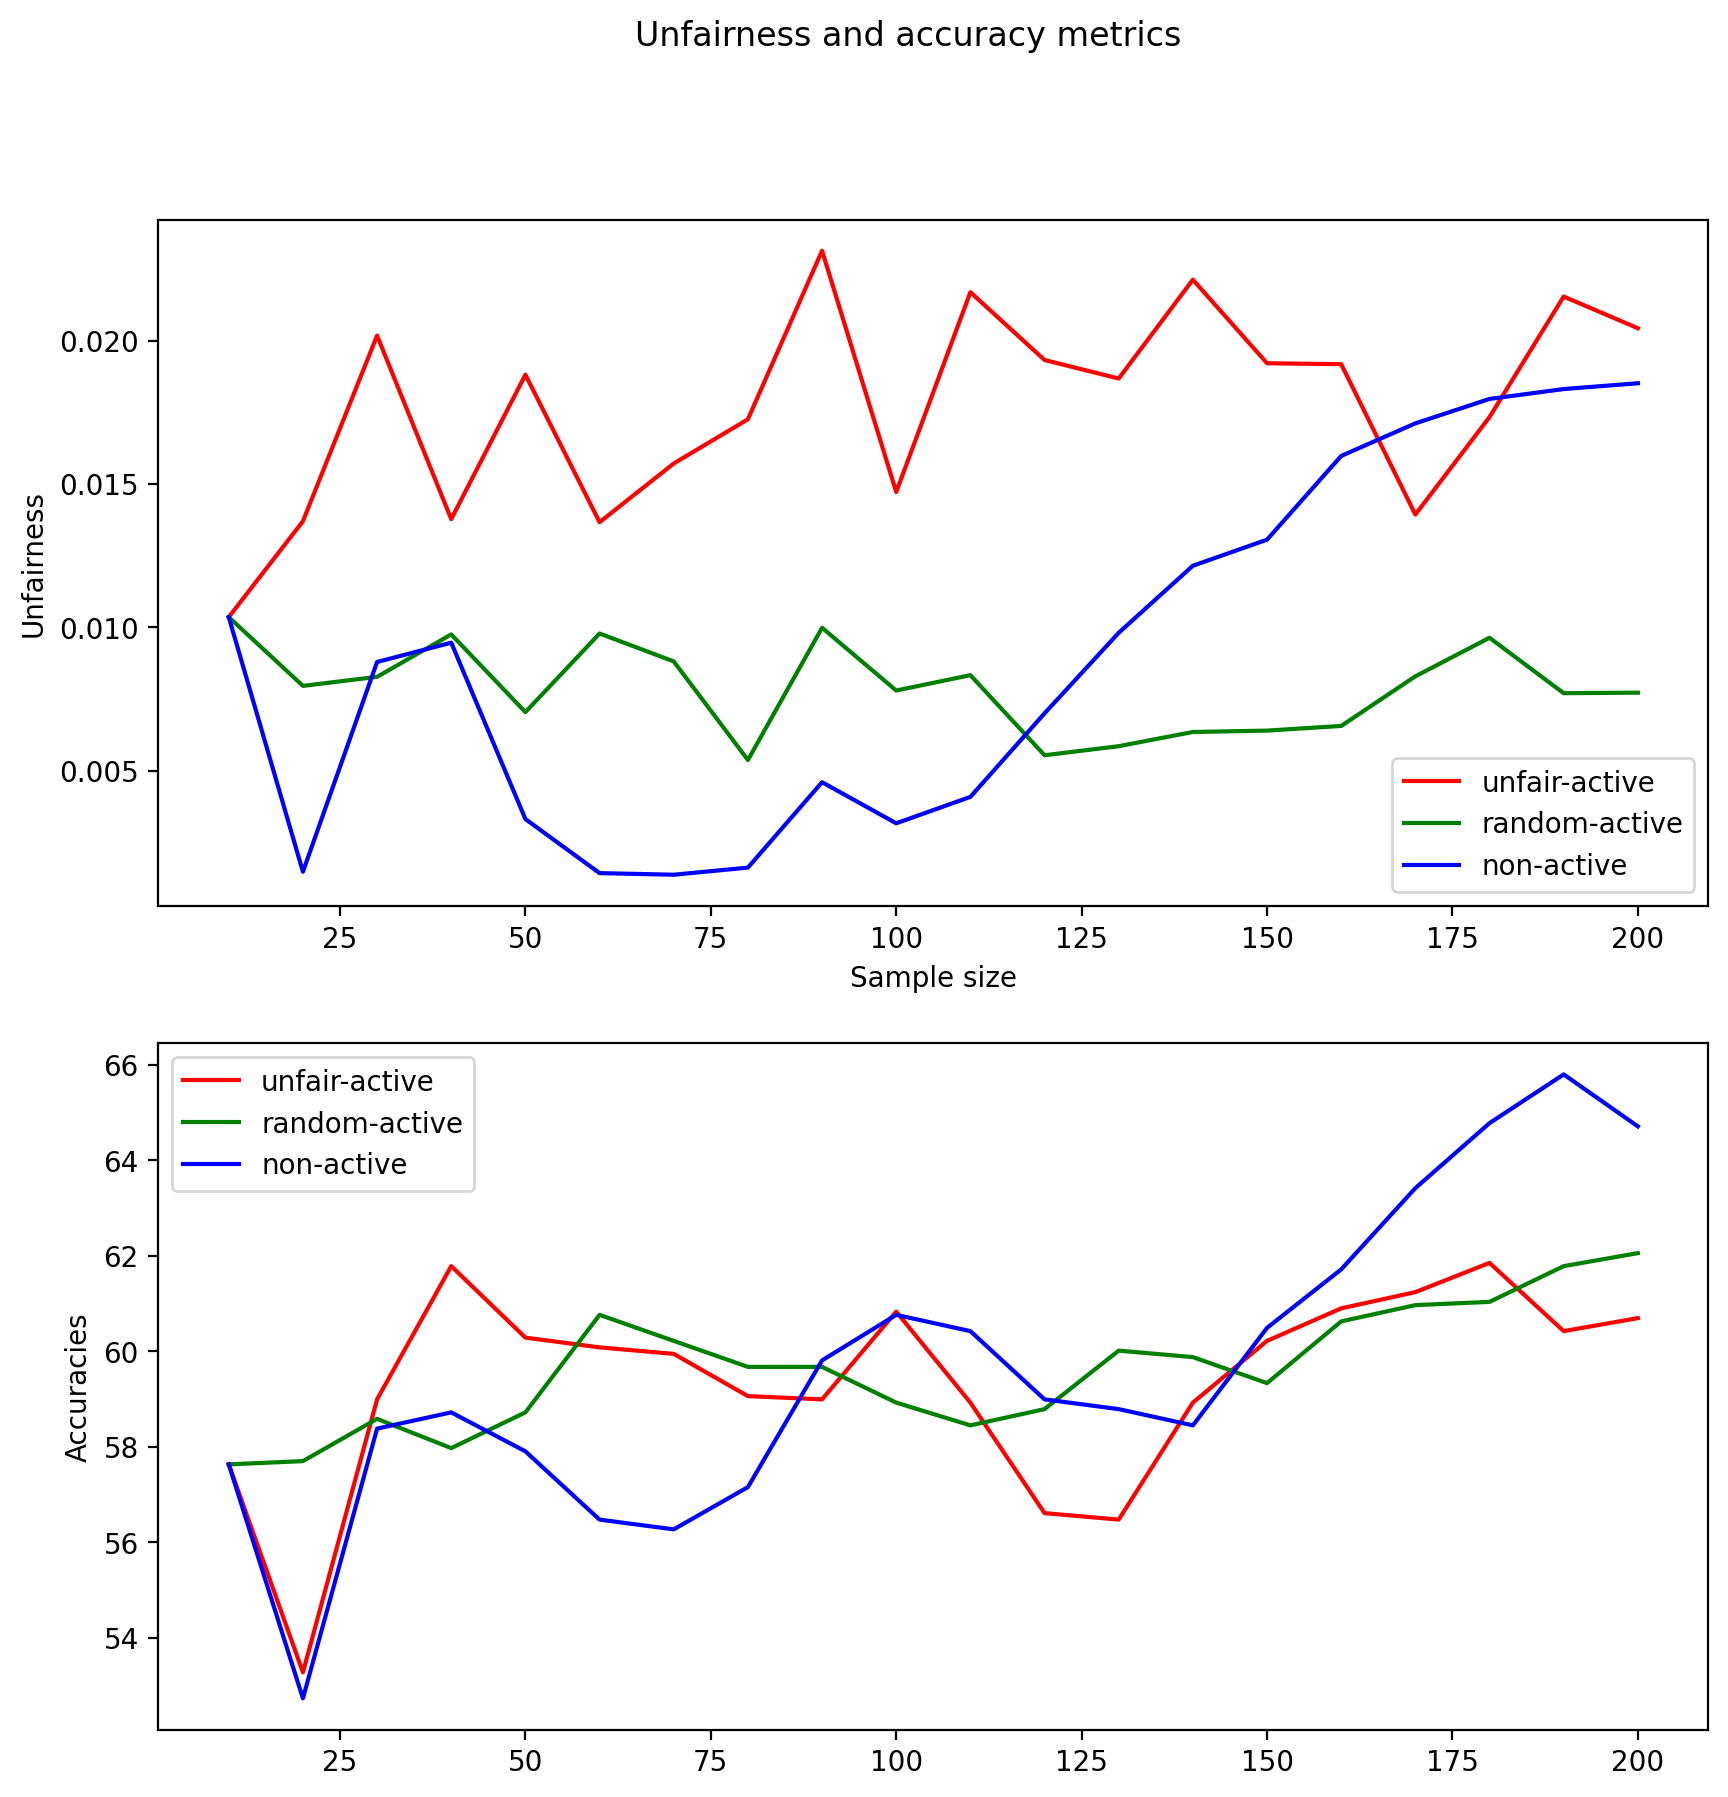 Unfairness and accuracy metrics
Unfairness
0.020
0.015
0.010
0.005
unfair-active
random-active
non-active
25 50 75 100 125 150 175 200
Sample size
Accuracies
66
64
62
60
58
56
54
unfair-active
random-active
non-active
25 50 75 100 125 150 175 200